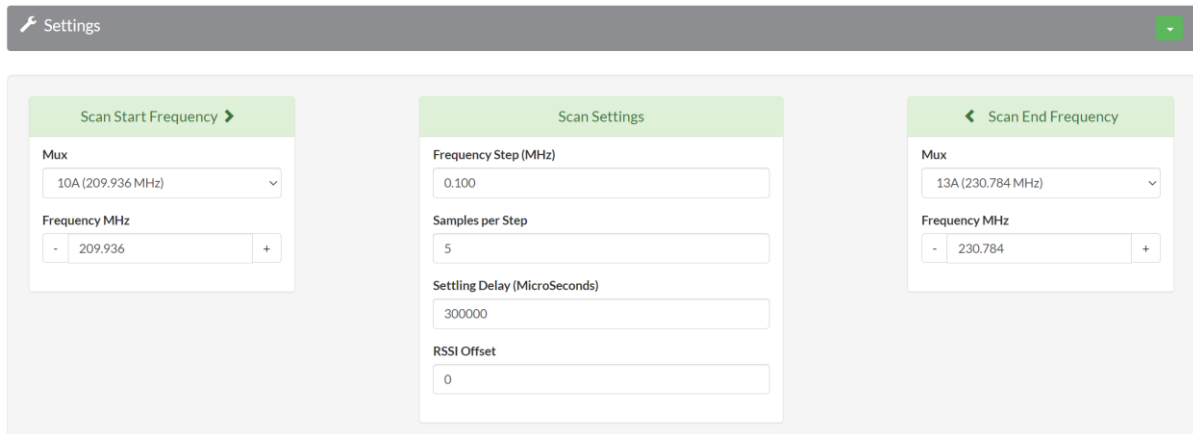 Settings
Scan Start Frequency
Mux
10A (209.936 MHz)
Frequency MHz
- 209.936 +
Scan Settings
Frequency Step (MHz)
0.100
Samples per Step
5
Settling Delay (MicroSeconds)
300000
RSSI Offset
0
Scan End Frequency
Mux
13A (230.784 MHz)
Frequency MHz
- 230.784 +